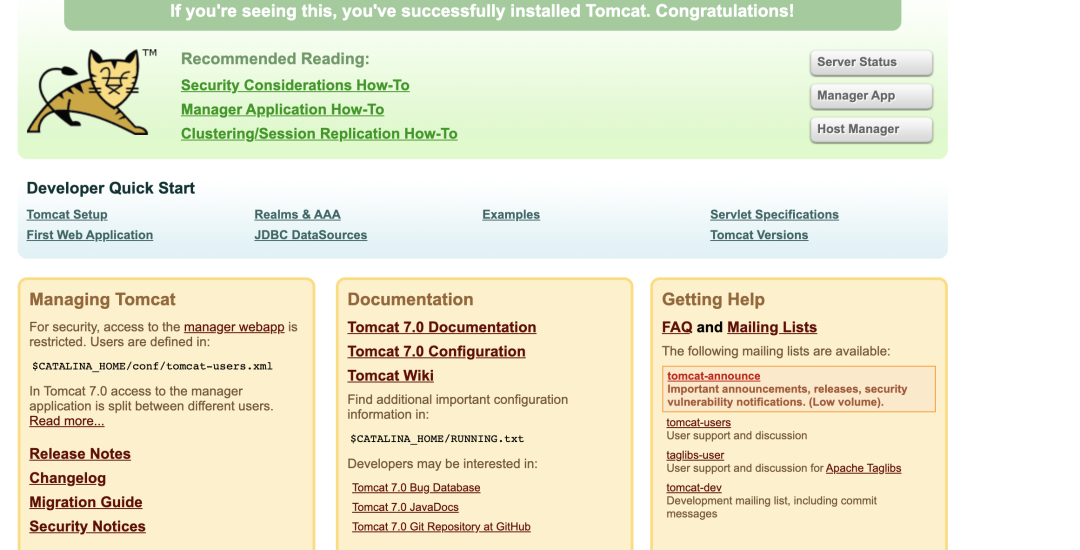 If you're seeing this, you've successfully installed Tomcat. Congratulations!
TM
Recommended Reading:
Security Considerations How-To
Manager Application How-To
Clustering/Session Replication How-To
Server Status
Manager App
Host Manager
Developer Quick Start
Tomcat Setup
First Web Application
Realms & AAA
JDBC DataSources
Examples
Servlet Specifications
Tomcat Versions
Managing Tomcat
For security, access to the manager webapp is
restricted. Users are defined in:
$CATALINA_HOME/conf/tomcat-users.xml
In Tomcat 7.0 access to the manager
application is split between different users.
Read more...
Release Notes
Changelog
Migration Guide
Security Notices
Documentation
Tomcat 7.0 Documentation
Tomcat 7.0 Configuration
Tomcat Wiki
Find additional important configuration
information in:
$CATALINA_HOME/RUNNING.txt
Developers may be interested in:
Tomcat 7.0 Bug Database
Tomcat 7.0 JavaDocs
Tomcat 7.0 Git Repository at GitHub
Getting Help
FAQ and Mailing Lists
The following mailing lists are available:
tomcat-announce
Important announcements, releases, security
vulnerability notifications. (Low volume).
tomcat-users
User support and discussion
taglibs-user
User support and discussion for Apache Taglibs
tomcat-dev
Development mailing list, including commit
messages